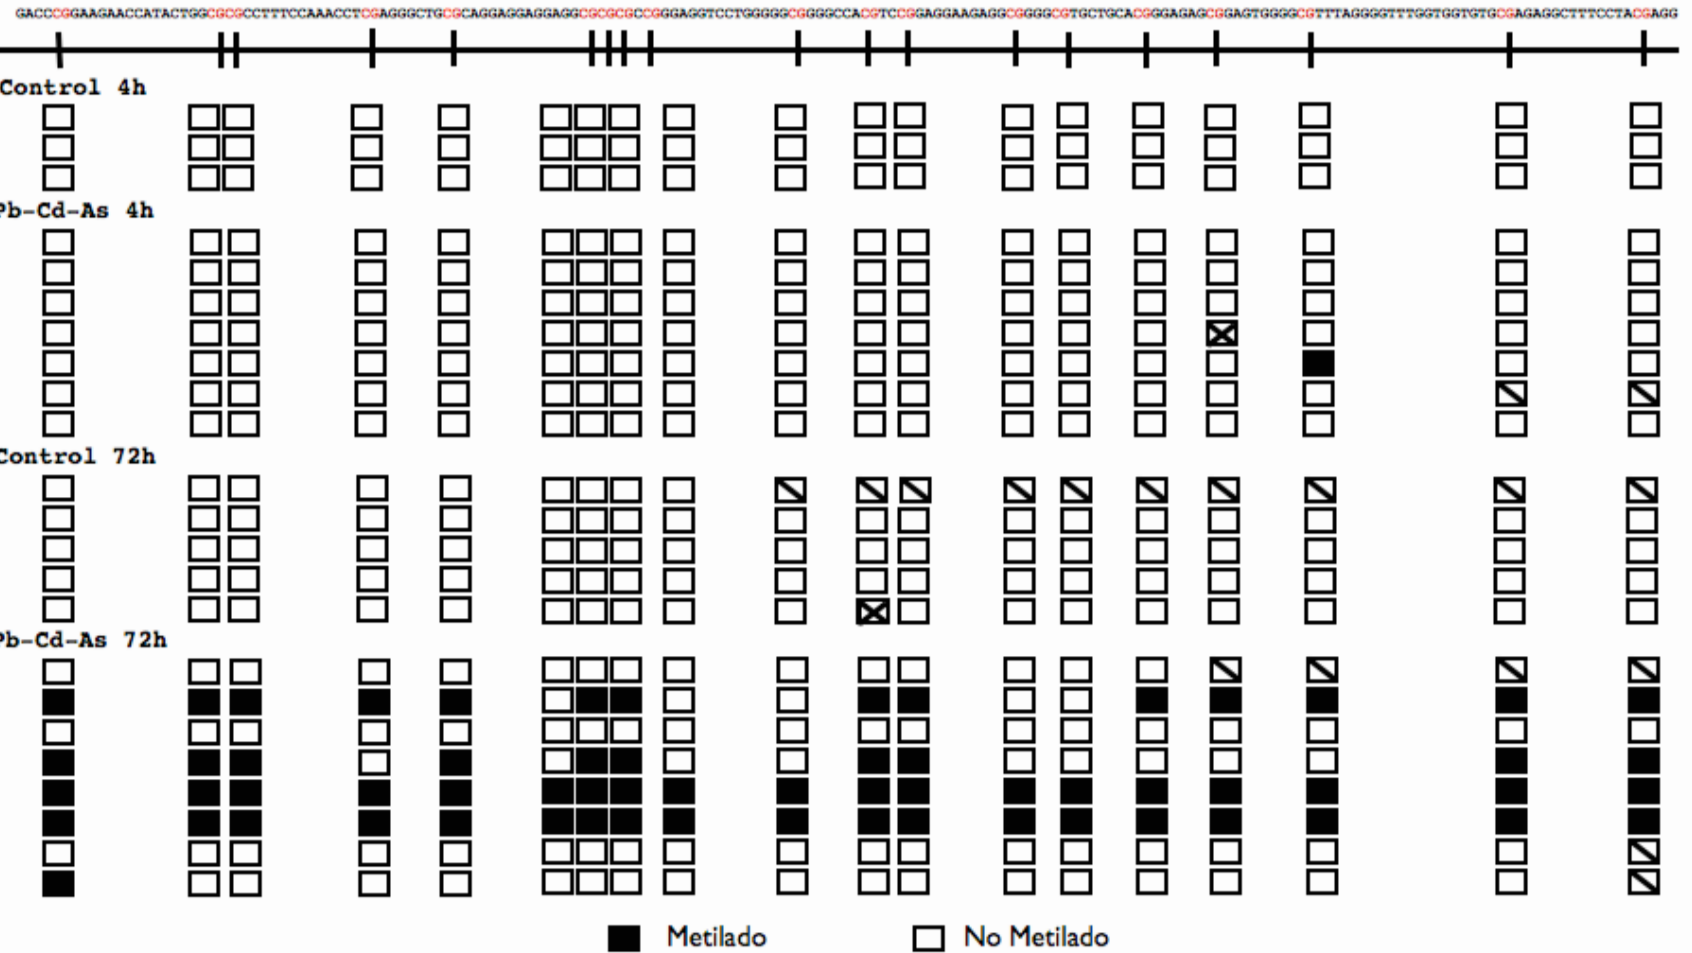 GACCCGGAAGAACCATACTGGCGCGCCTTTCCAAACCTCGAGGGCTGCGCAGGAGGAGGAGGCGCGCGCCGGGAGGTCCTGGGGGCGGGGCCACGTCCGGAGGAAGAGGCGGGGCGTGCTGCACGGGAGAGCGGAGTGGGGCGTTTAGGGGTTTGGTGGTGTGCGAGAGGCTTTCCTACGAGG
Control 4h
Pb-Cd-As 4h
Control 72h
Pb-Cd-As 72h
Metilado No Metilado